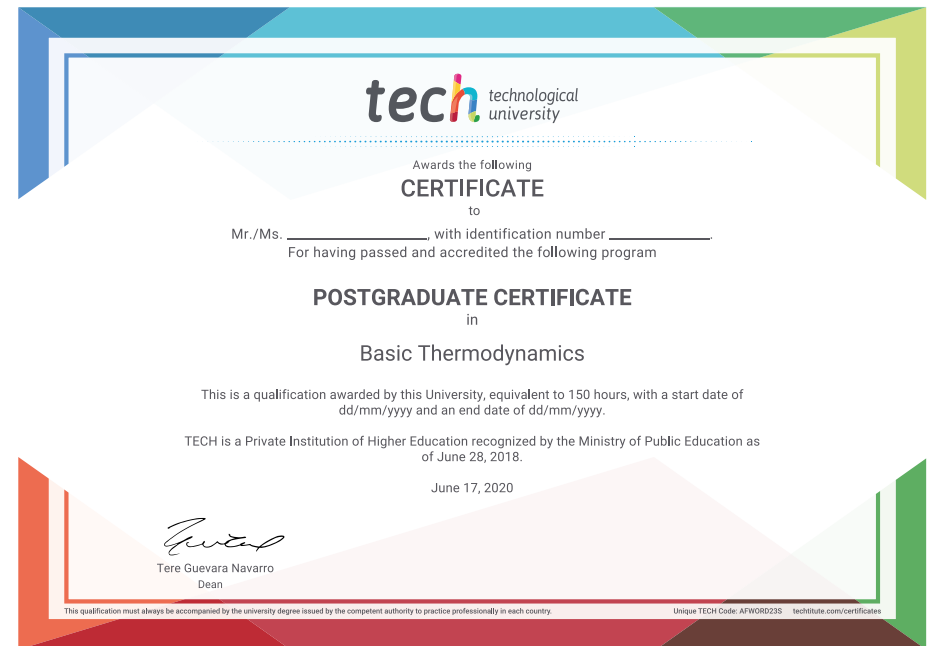 tech technological
university
Awards the following
CERTIFICATE
to
Mr./Ms. ____________________, with identification number ______________.
For having passed and accredited the following program
POSTGRADUATE CERTIFICATE
in
Basic Thermodynamics
This is a qualification awarded by this University, equivalent to 150 hours, with a start date of
dd/mm/yyyy and an end date of dd/mm/yyyy.
TECH is a Private Institution of Higher Education recognized by the Ministry of Public Education as
of June 28, 2018.
June 17, 2020
Tere Guevara Navarro
Dean
This qualification must always be accompanied by the university degree issued by the competent authority to practice professionally in each country.
Unique TECH Code: AFWORD23S techtitute.com/certificates